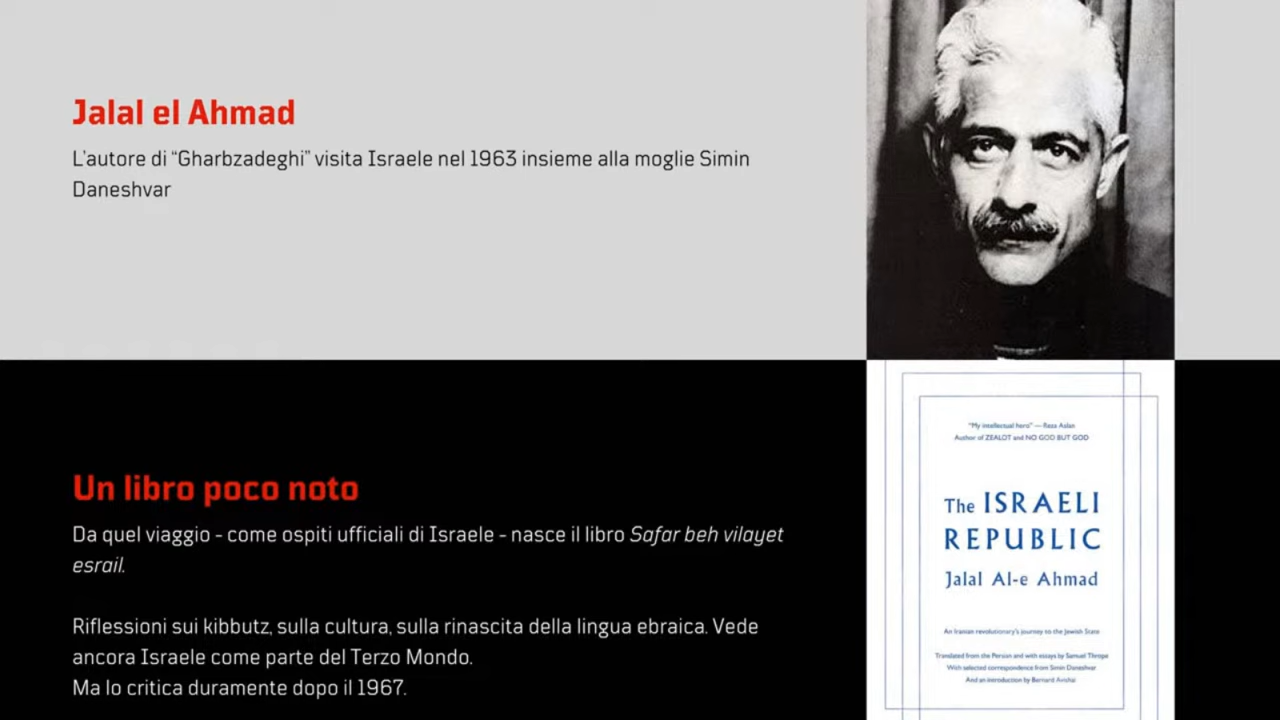 Jalal el Ahmad
L'autore di “Gharbzadeghi” visita Israele nel 1963 insieme alla moglie Simin
Daneshvar
Un libro poco noto
Da quel viaggio - come ospiti ufficiali di Israele - nasce il libro Safar beh vilayet
esrail.
Riflessioni sui kibbutz, sulla cultura, sulla rinascita della lingua ebraica. Vede
ancora Israele come parte del Terzo Mondo.
Ma lo critica duramente dopo il 1967.
“My intellectual hero” — Reza Aslan
Author of ZEALOT and NO GOD BUT GOD
The ISRAELI
REPUBLIC
Jalal Al-e Ahmad
An Iranian revolutionary's journey to the Jewish State
Translated from the Persian and with essays by Samuel Thrope
With selected correspondence from Simin Daneshvar
And an introduction by Bernard Avishai